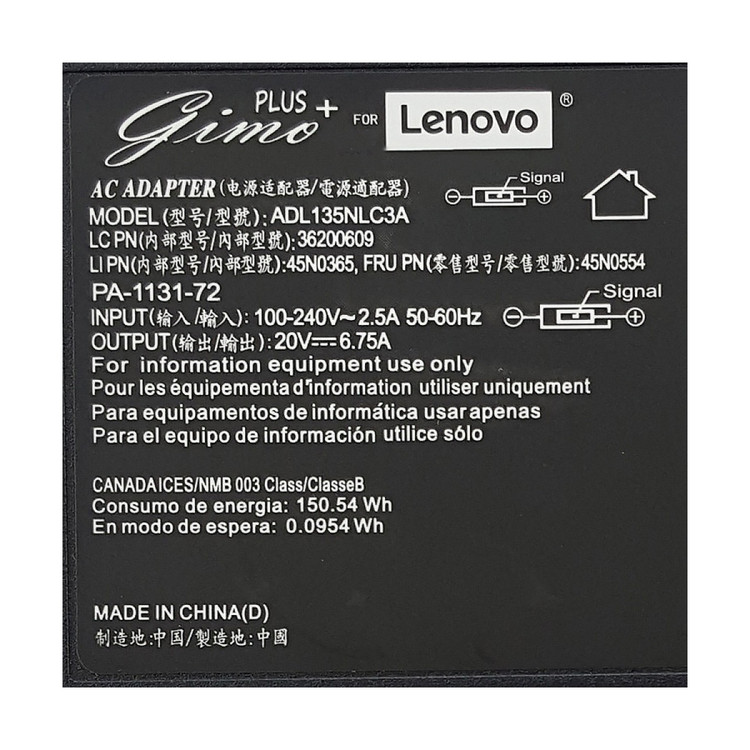 Gimo PLUS + FOR Lenovo ®
AC ADAPTER (电源适配器/電源適配器)
Signal
MODEL (型号/型號): ADL135NLC3A
LC PN(内部型号/內部型號):36200609
LI PN(内部型号/內部型號):45N0365, FRU PN(零售型号/零售型號):45N0554
PA-1131-72
Signal
INPUT(输入/輸入): 100-240V~2.5A 50-60Hz
OUTPUT(输出/輸出):20V⎓6.75A
For information equipment use only
Pour les équipementa d'information utiliser uniquement
Para equipamentos de informática usar apenas
Para el equipo de información utilice sólo
CANADA ICES/NMB 003 Class/ClasseB
Consumo de energia: 150.54 Wh
En modo de espera: 0.0954 Wh
MADE IN CHINA(D)
制造地:中国/製造地:中國